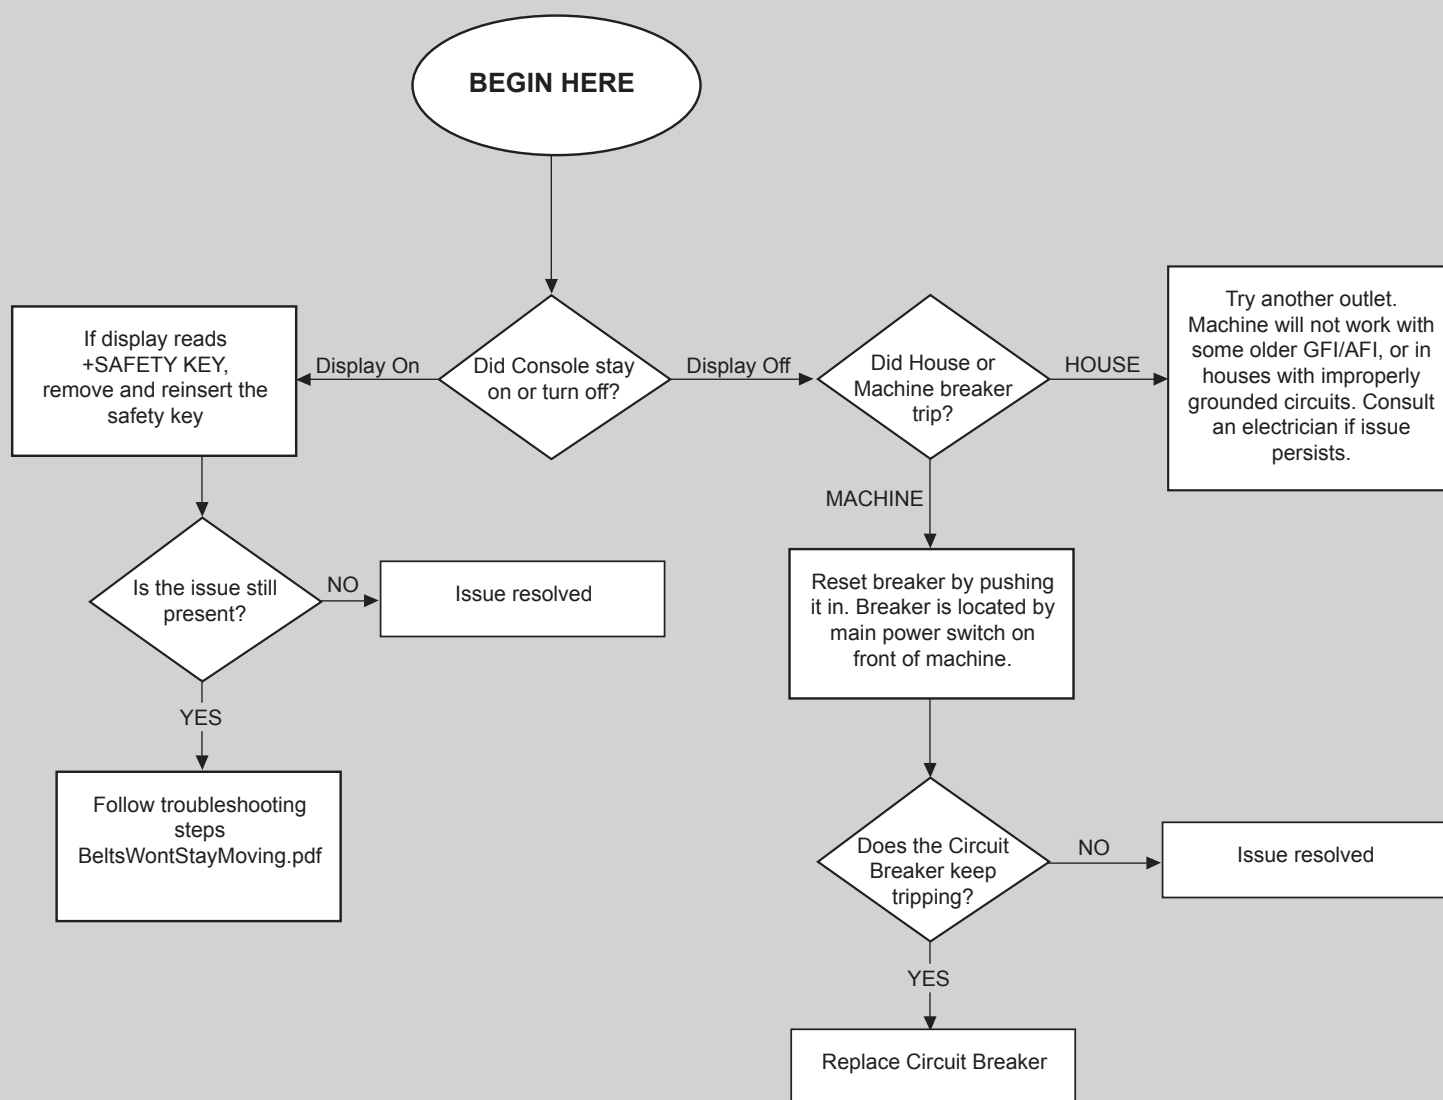 BEGIN HERE
If display reads
+SAFETY KEY,
remove and reinsert the
safety key
Display On
Did Console stay
on or turn off?
Display Off
Did House or
Machine breaker
trip?
HOUSE
Try another outlet.
Machine will not work with
some older GFI/AFI, or in
houses with improperly
grounded circuits. Consult
an electrician if issue
persists.
MACHINE
Is the issue still
present?
NO
Issue resolved
Reset breaker by pushing
it in. Breaker is located by
main power switch on
front of machine.
YES
Follow troubleshooting
steps
BeltsWontStayMoving.pdf
Does the Circuit
Breaker keep
tripping?
NO
Issue resolved
YES
Replace Circuit Breaker